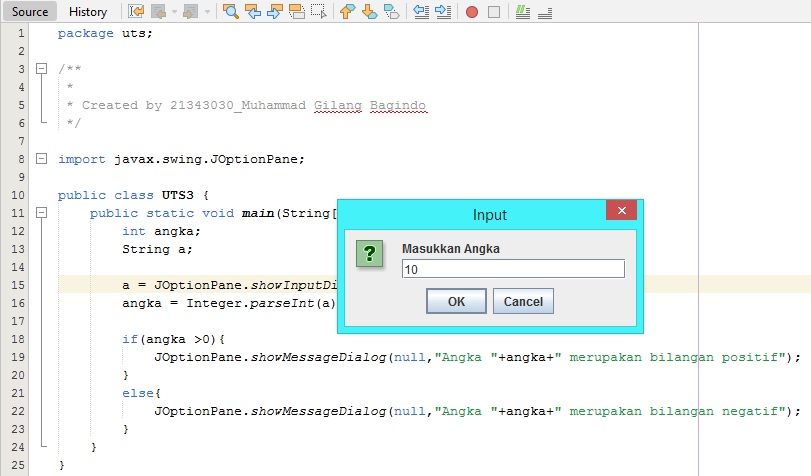 Source History
1 package uts;
2
3 /**
4 *
5 * Created by 21343030_Muhammad Gilang Bagindo
6 */
7
8 import javax.swing.JOptionPane;
9
10 public class UTS3 {
11 public static void main(String[
12 int angka;
13 String a;
14
15 a = JOptionPane.showInputDi
16 angka = Integer.parseInt(a)
17
18 if(angka >0){
19 JOptionPane.showMessageDialog(null,"Angka "+angka+" merupakan bilangan positif");
20 }
21 else{
22 JOptionPane.showMessageDialog(null,"Angka "+angka+" merupakan bilangan negatif");
23 }
24 }
25 }
Input
Masukkan Angka
10
OK Cancel